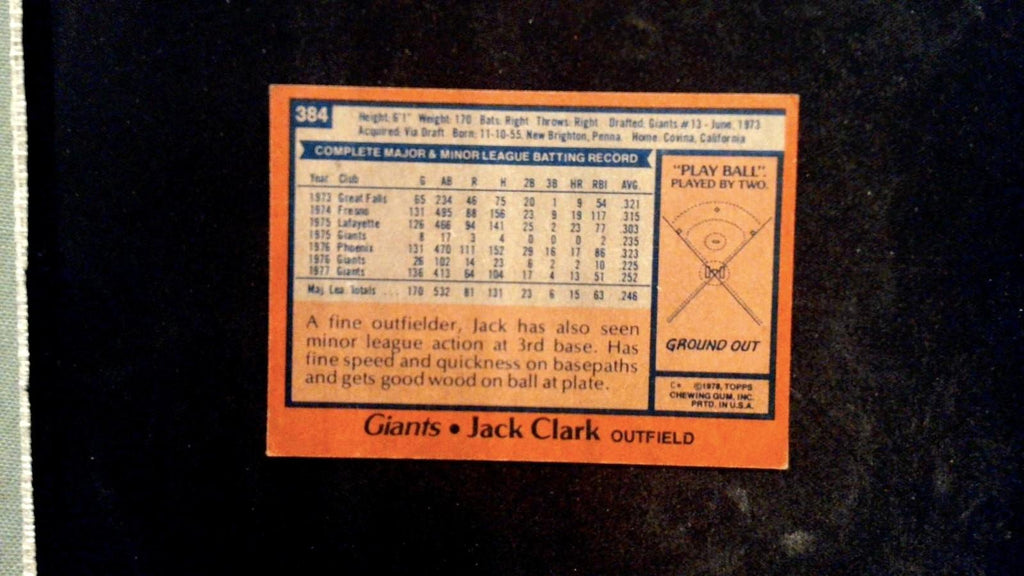 384
Height: 6'1" Weight: 170 Bats: Right Throws: Right Drafted: Giants #13 - June, 1973
Acquired: Via Draft Born: 11-10-55, New Brighton, Penna. Home: Covina, California
COMPLETE MAJOR & MINOR LEAGUE BATTING RECORD
Year Club G AB R H 2B 3B HR RBI AVG.
1973 Great Falls 65 234 46 75 20 1 9 54 .321
1974 Fresno 131 495 88 156 23 9 19 117 .315
1975 Lafayette 126 466 94 141 25 2 23 77 .303
1975 Giants 8 17 3 4 0 0 0 2 .235
1976 Phoenix 131 470 111 152 29 16 17 86 .323
1976 Giants 26 102 14 23 6 2 2 10 .225
1977 Giants 136 413 64 104 17 4 13 51 .252
Maj. Lea. Totals 170 532 81 131 23 6 15 63 .246
A fine outfielder, Jack has also seen
minor league action at 3rd base. Has
fine speed and quickness on basepaths
and gets good wood on ball at plate.
"PLAY BALL".
PLAYED BY TWO.
GROUND OUT
C* ©1978, TOPPS
CHEWING GUM, INC.
PRTD. IN U.S.A.
Giants • Jack Clark OUTFIELD